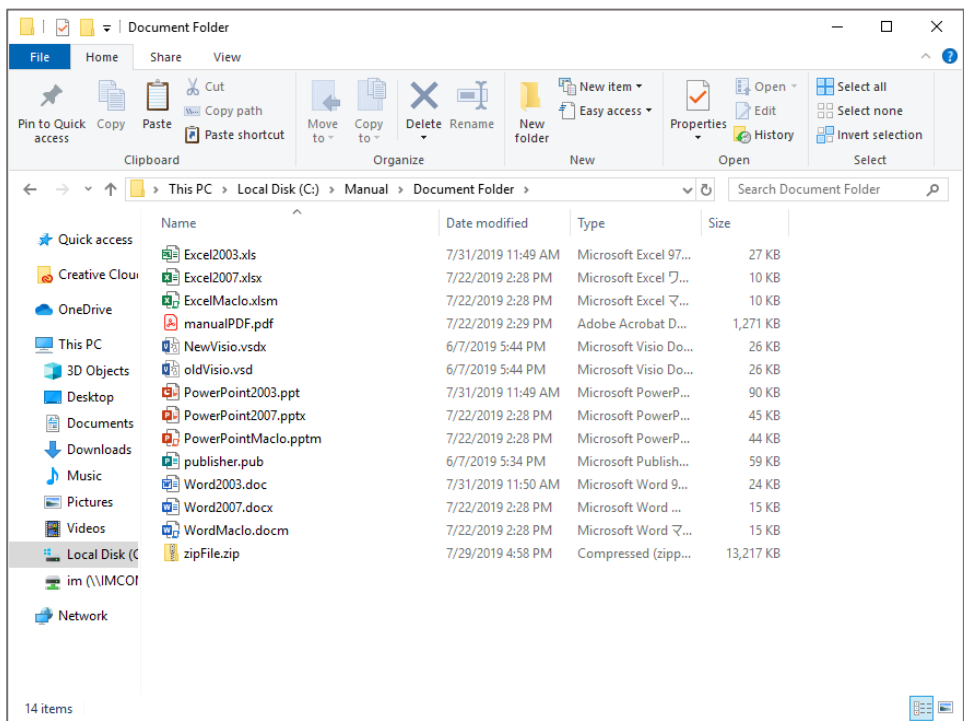 Document Folder
File Home Share View
Pin to Quick access Copy Paste Cut Copy path Paste shortcut
Move to Copy to Delete Rename
New folder New item Easy access
Properties Open Edit History
Select all Select none Invert selection
Clipboard Organize New Open Select
This PC > Local Disk (C:) > Manual > Document Folder > Search Document Folder
Name Date modified Type Size
Quick access
Creative Clou
OneDrive
This PC
3D Objects
Desktop
Documents
Downloads
Music
Pictures
Videos
Local Disk (C
im (\\IMCO
Network
Excel2003.xls 7/31/2019 11:49 AM Microsoft Excel 97... 27 KB
Excel2007.xlsx 7/22/2019 2:28 PM Microsoft Excel ワ... 10 KB
ExcelMaclo.xlsm 7/22/2019 2:28 PM Microsoft Excel マ... 10 KB
manualPDF.pdf 7/22/2019 2:29 PM Adobe Acrobat D... 1,271 KB
NewVisio.vsdx 6/7/2019 5:44 PM Microsoft Visio Do... 26 KB
oldVisio.vsd 6/7/2019 5:44 PM Microsoft Visio Do... 26 KB
PowerPoint2003.ppt 7/31/2019 11:49 AM Microsoft PowerP... 90 KB
PowerPoint2007.pptx 7/22/2019 2:28 PM Microsoft PowerP... 45 KB
PowerPointMaclo.pptm 7/22/2019 2:28 PM Microsoft PowerP... 44 KB
publisher.pub 6/7/2019 5:34 PM Microsoft Publish... 59 KB
Word2003.doc 7/31/2019 11:50 AM Microsoft Word 9... 24 KB
Word2007.docx 7/22/2019 2:28 PM Microsoft Word ... 15 KB
WordMaclo.docm 7/22/2019 2:28 PM Microsoft Word マ... 15 KB
zipFile.zip 7/29/2019 4:58 PM Compressed (zipp... 13,217 KB
14 items